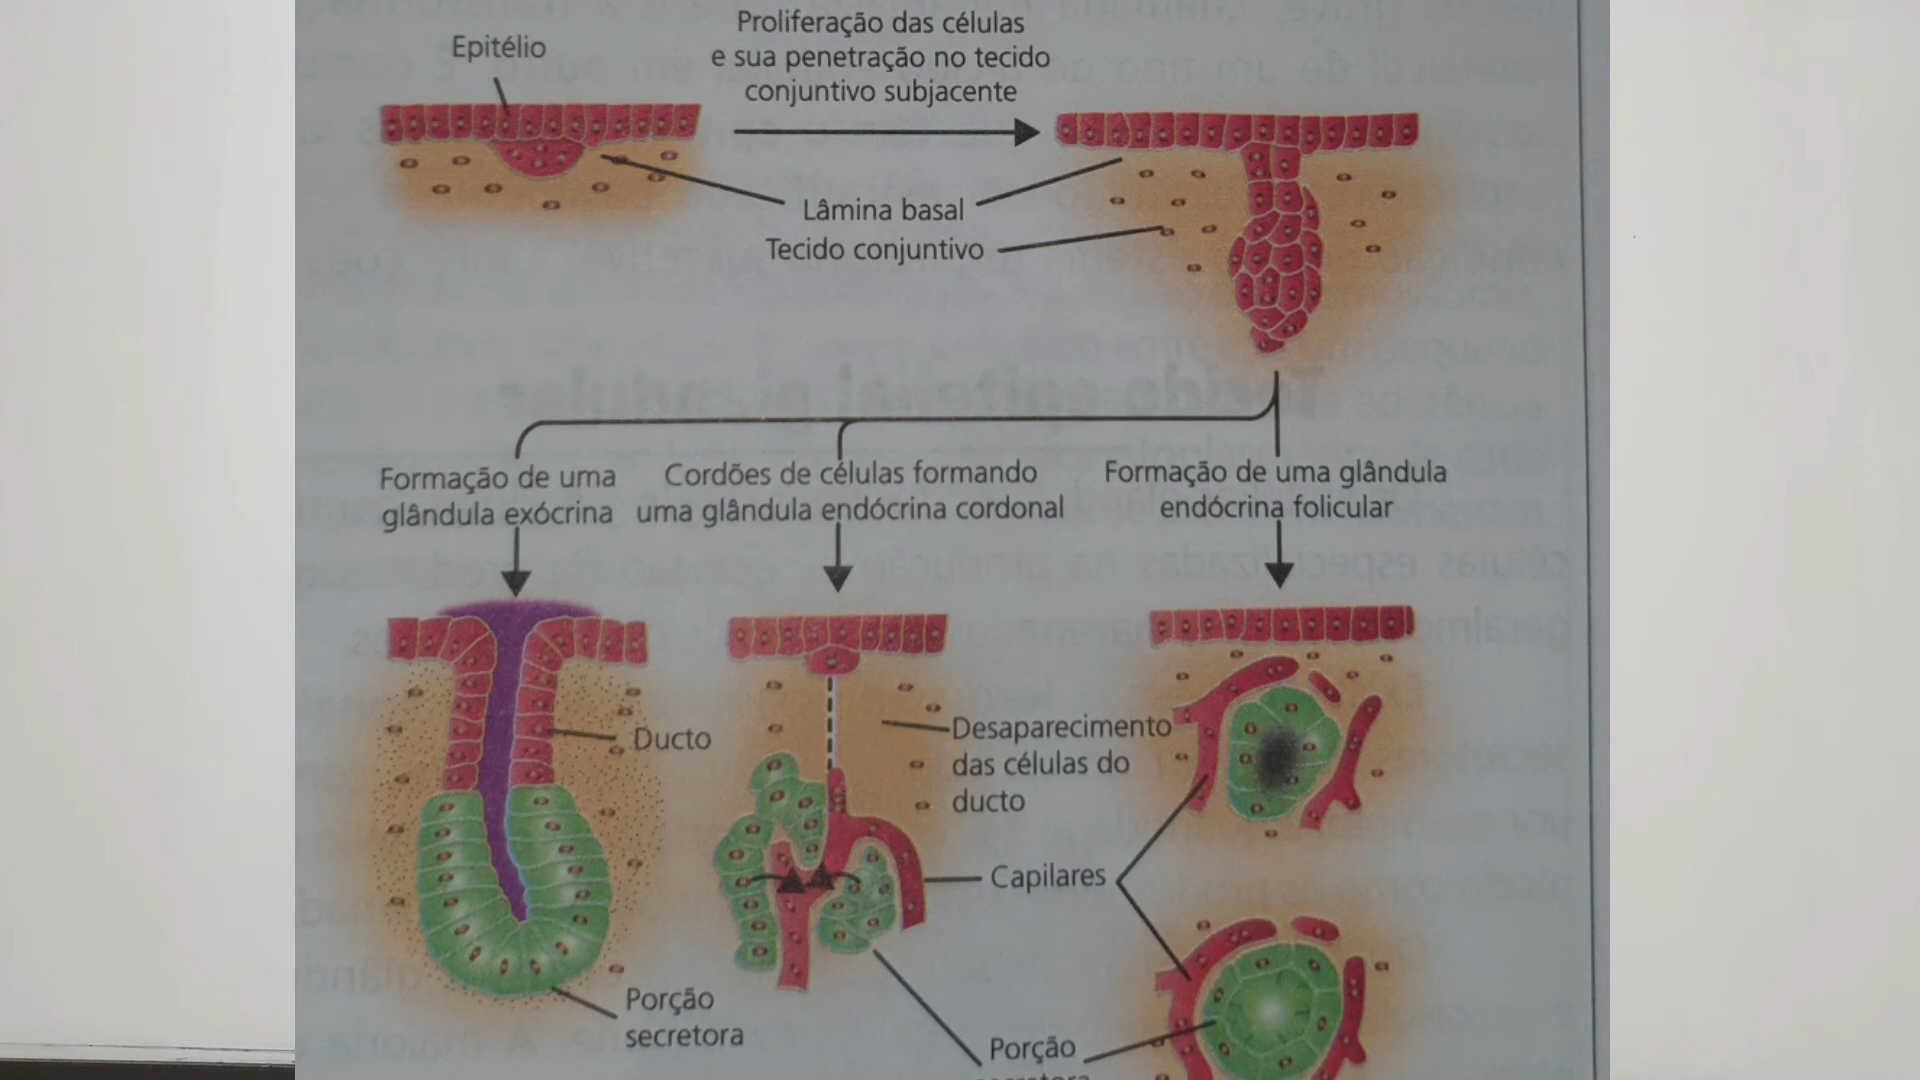 Epitélio
Proliferação das células
e sua penetração no tecido
conjuntivo subjacente
Lâmina basal
Tecido conjuntivo
Formação de uma
glândula exócrina
Cordões de células formando
uma glândula endócrina cordonal
Formação de uma glândula
endócrina folicular
Ducto
Desaparecimento
das células do
ducto
Capilares
Porção
secretora
Porção